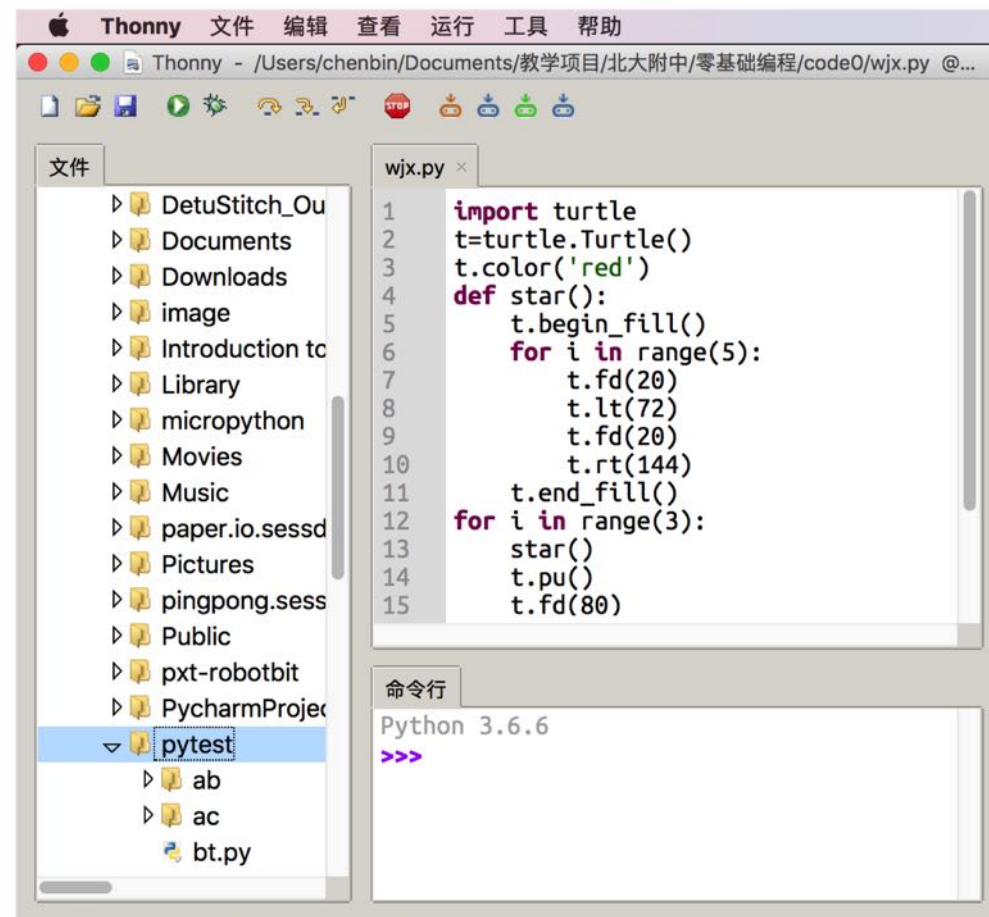 Thonny 文件 编辑 查看 运行 工具 帮助
Thonny - /Users/chenbin/Documents/教学项目/北大附中/零基础编程/code0/wjx.py @...
STOP
文件
DetuStitch_Ou
Documents
Downloads
image
Introduction to
Library
micropython
Movies
Music
paper.io.sessd
Pictures
pingpong.sess
Public
pxt-robotbit
PycharmProjec
pytest
ab
ac
bt.py
wjx.py ×
1 import turtle
2 t=turtle.Turtle()
3 t.color('red')
4 def star():
5     t.begin_fill()
6     for i in range(5):
7         t.fd(20)
8         t.lt(72)
9         t.fd(20)
10         t.rt(144)
11     t.end_fill()
12 for i in range(3):
13     star()
14     t.pu()
15     t.fd(80)
命令行
Python 3.6.6
>>>